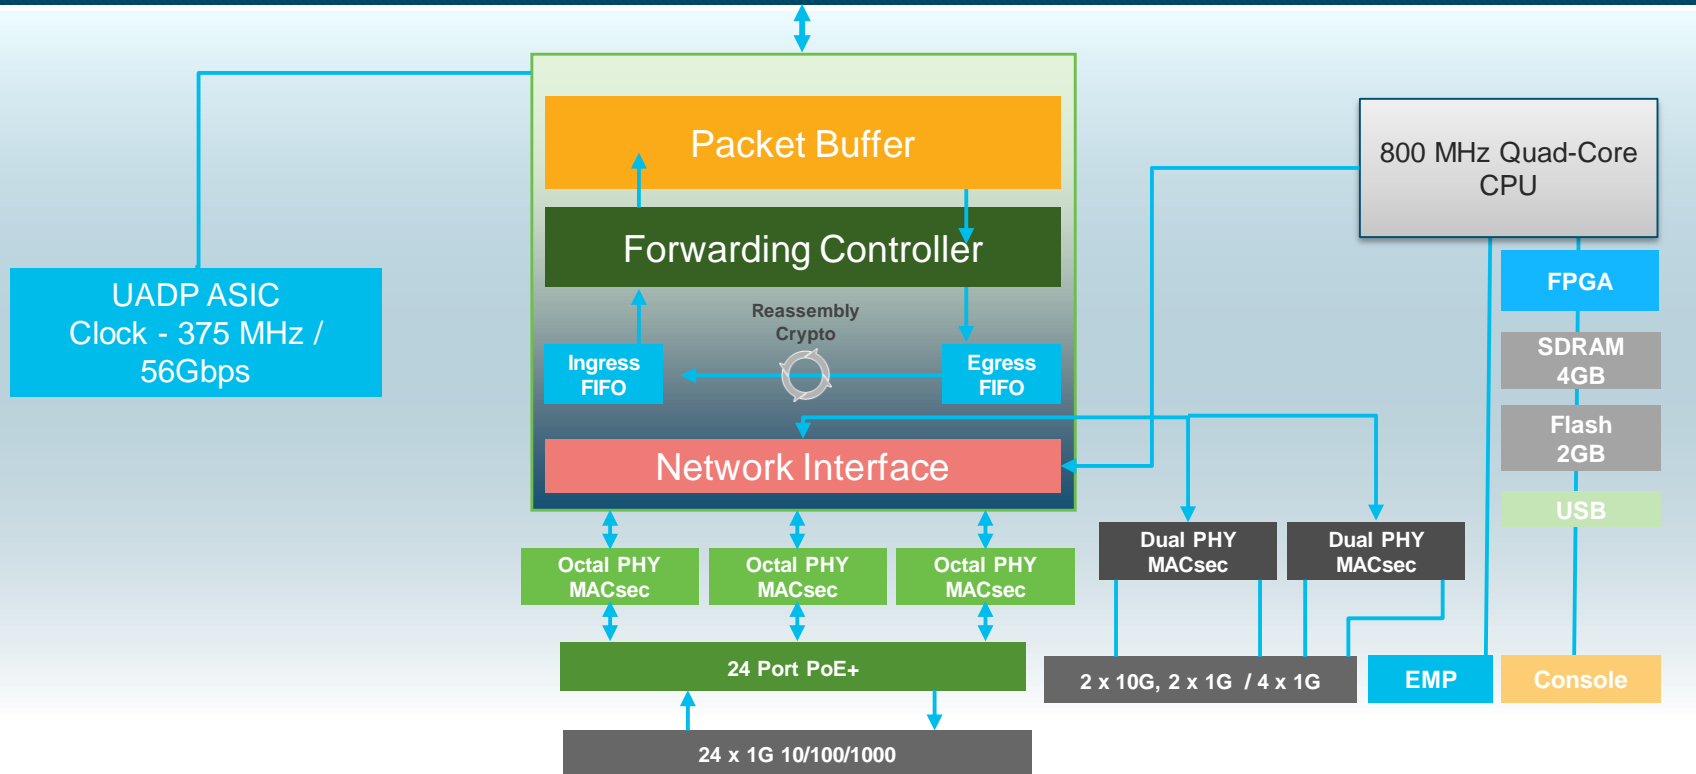 Packet Buffer
800 MHz Quad-Core
CPU
Forwarding Controller
UADP ASIC
Clock - 375 MHz /
56Gbps
FPGA
Reassembly
Crypto
SDRAM
4GB
Ingress
FIFO
Egress
FIFO
Flash
2GB
Network Interface
USB
Octal PHY
MACsec
Octal PHY
MACsec
Octal PHY
MACsec
Dual PHY
MACsec
Dual PHY
MACsec
24 Port PoE+
2 x 10G, 2 x 1G / 4 x 1G
EMP
Console
24 x 1G 10/100/1000